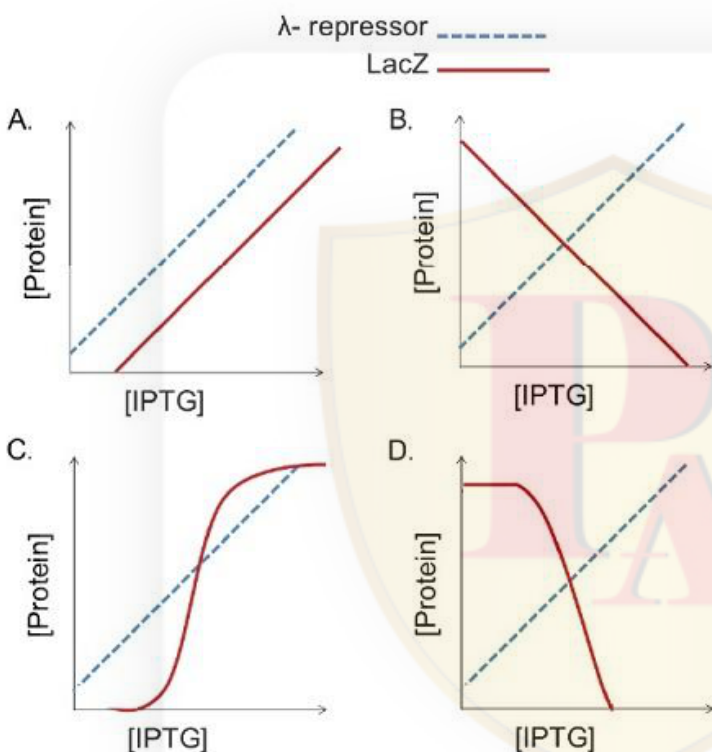 λ- repressor
LacZ
A.
[Protein]
[IPTG]
B.
[Protein]
[IPTG]
C.
[Protein]
[IPTG]
D.
[Protein]
[IPTG]
P
A